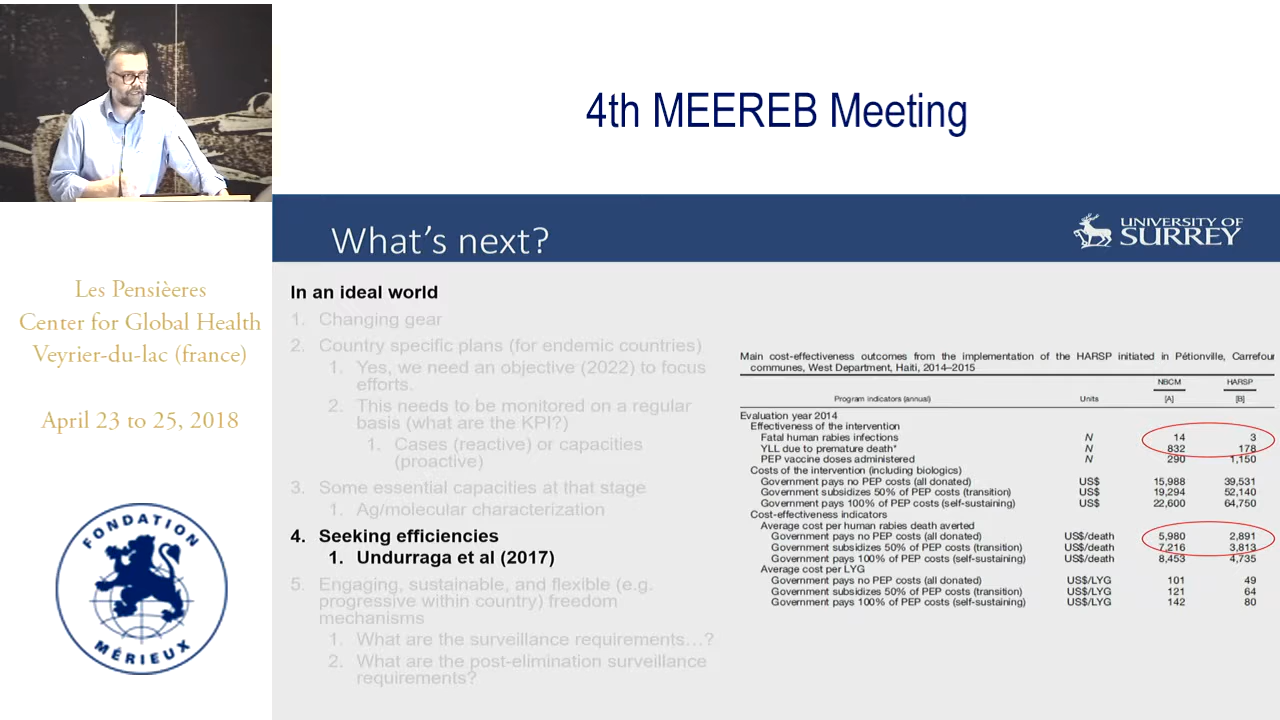 4th MEEREB Meeting
What's next?
UNIVERSITY OF
SURREY
Les Pensièeres
Center for Global Health
Veyrier-du-lac (france)
April 23 to 25, 2018
FONDATION
MÉRIEUX
In an ideal world
1. Changing gear
2. Country specific plans (for endemic countries)
1. Yes, we need an objective (2022) to focus
efforts.
2. This needs to be monitored on a regular
basis (what are the KPI?)
1. Cases (reactive) or capacities
(proactive)
3. Some essential capacities at that stage
1. Ag/molecular characterization
4. Seeking efficiencies
1. Undurraga et al (2017)
5. Engaging, sustainable, and flexible (e.g.
progressive within country) freedom
mechanisms
1. What are the surveillance requirements…?
2. What are the post-elimination surveillance
requirements?
Main cost-effectiveness outcomes from the implementation of the HARSP initiated in Pétionville, Carrefour
communes, West Department, Haiti, 2014–2015
NBCM HARSP
Program indicators (annual) Units [A] [B]
Evaluation year 2014
Effectiveness of the intervention
Fatal human rabies infections N 14 3
YLL due to premature death* N 832 178
PEP vaccine doses administered N 290 1,150
Costs of the intervention (including biologics)
Government pays no PEP costs (all donated) US$ 15,988 39,531
Government subsidizes 50% of PEP costs (transition) US$ 19,294 52,140
Government pays 100% of PEP costs (self-sustaining) US$ 22,600 64,750
Cost-effectiveness indicators
Average cost per human rabies death averted
Government pays no PEP costs (all donated) US$/death 5,980 2,891
Government subsidizes 50% of PEP costs (transition) US$/death 7,216 3,813
Government pays 100% of PEP costs (self-sustaining) US$/death 8,453 4,735
Average cost per LYG
Government pays no PEP costs (all donated) US$/LYG 101 49
Government subsidizes 50% of PEP costs (transition) US$/LYG 121 64
Government pays 100% of PEP costs (self-sustaining) US$/LYG 142 80